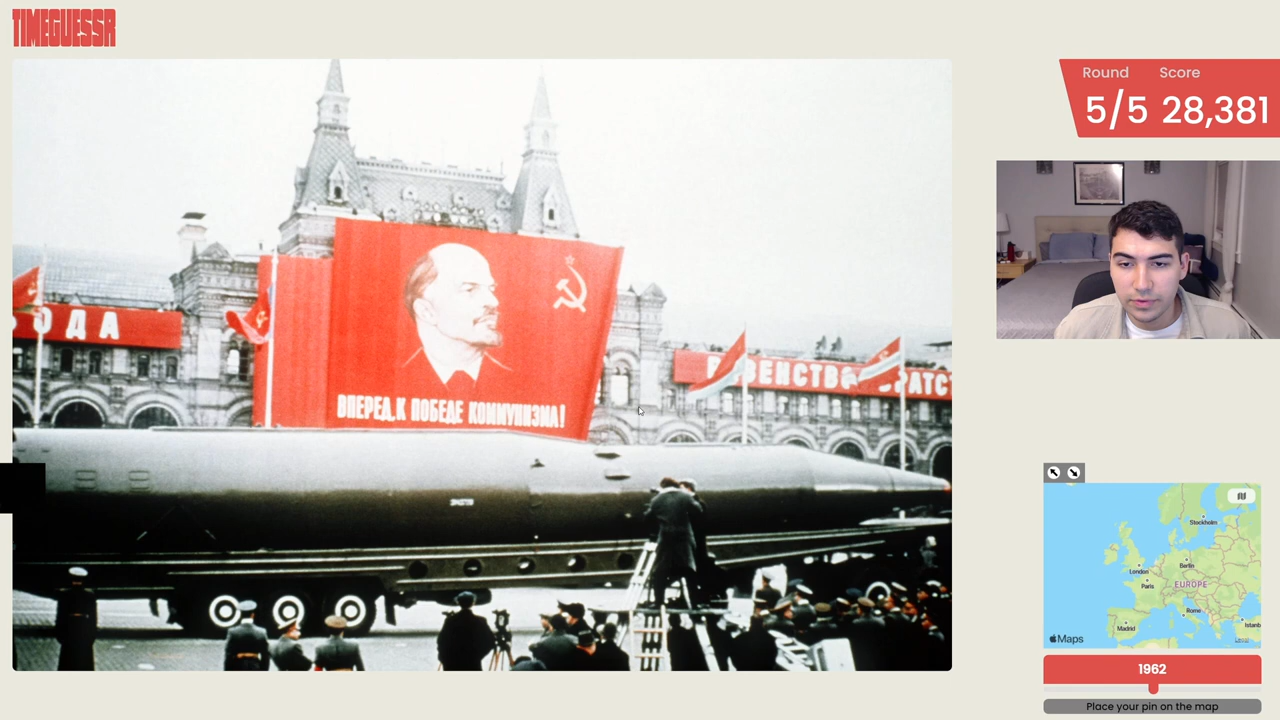 TIMEGUESSR
Round Score
5/5 28,381
ОДА
ВПЕРЕД, К ПОБЕДЕ КОММУНИЗМА!
Stockholm
London
Berlin
Paris
EUROPE
Rome
Madrid
Istanb
Maps
1962
Place your pin on the map